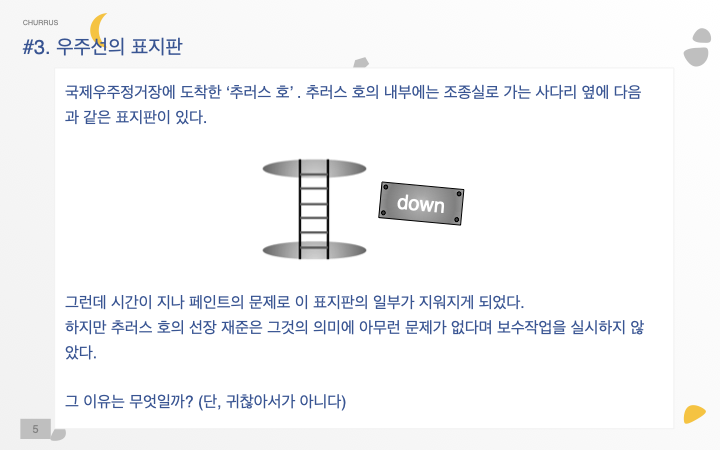 CHURRUS
#3. 우주선의 표지판
국제우주정거장에 도착한 ‘추러스 호’ . 추러스 호의 내부에는 조종실로 가는 사다리 옆에 다음
과 같은 표지판이 있다.
down
그런데 시간이 지나 페인트의 문제로 이 표지판의 일부가 지워지게 되었다.
하지만 추러스 호의 선장 재준은 그것의 의미에 아무런 문제가 없다며 보수작업을 실시하지 않
았다.
그 이유는 무엇일까? (단, 귀찮아서가 아니다)
5